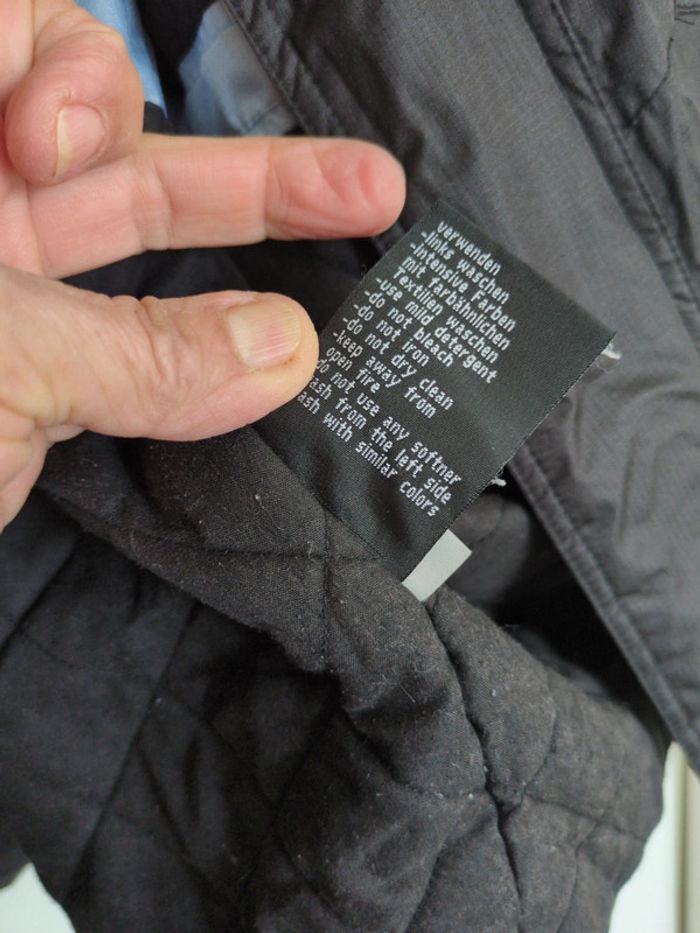 verwenden
-links waschen
-intensive Farben
mit farbähnlichen
Textilien waschen
-use mild detergent
-do not bleach
-do not iron
-do not dry clean
-keep away from
open fire
do not use any softner
ash from the left side
ash with similar colors